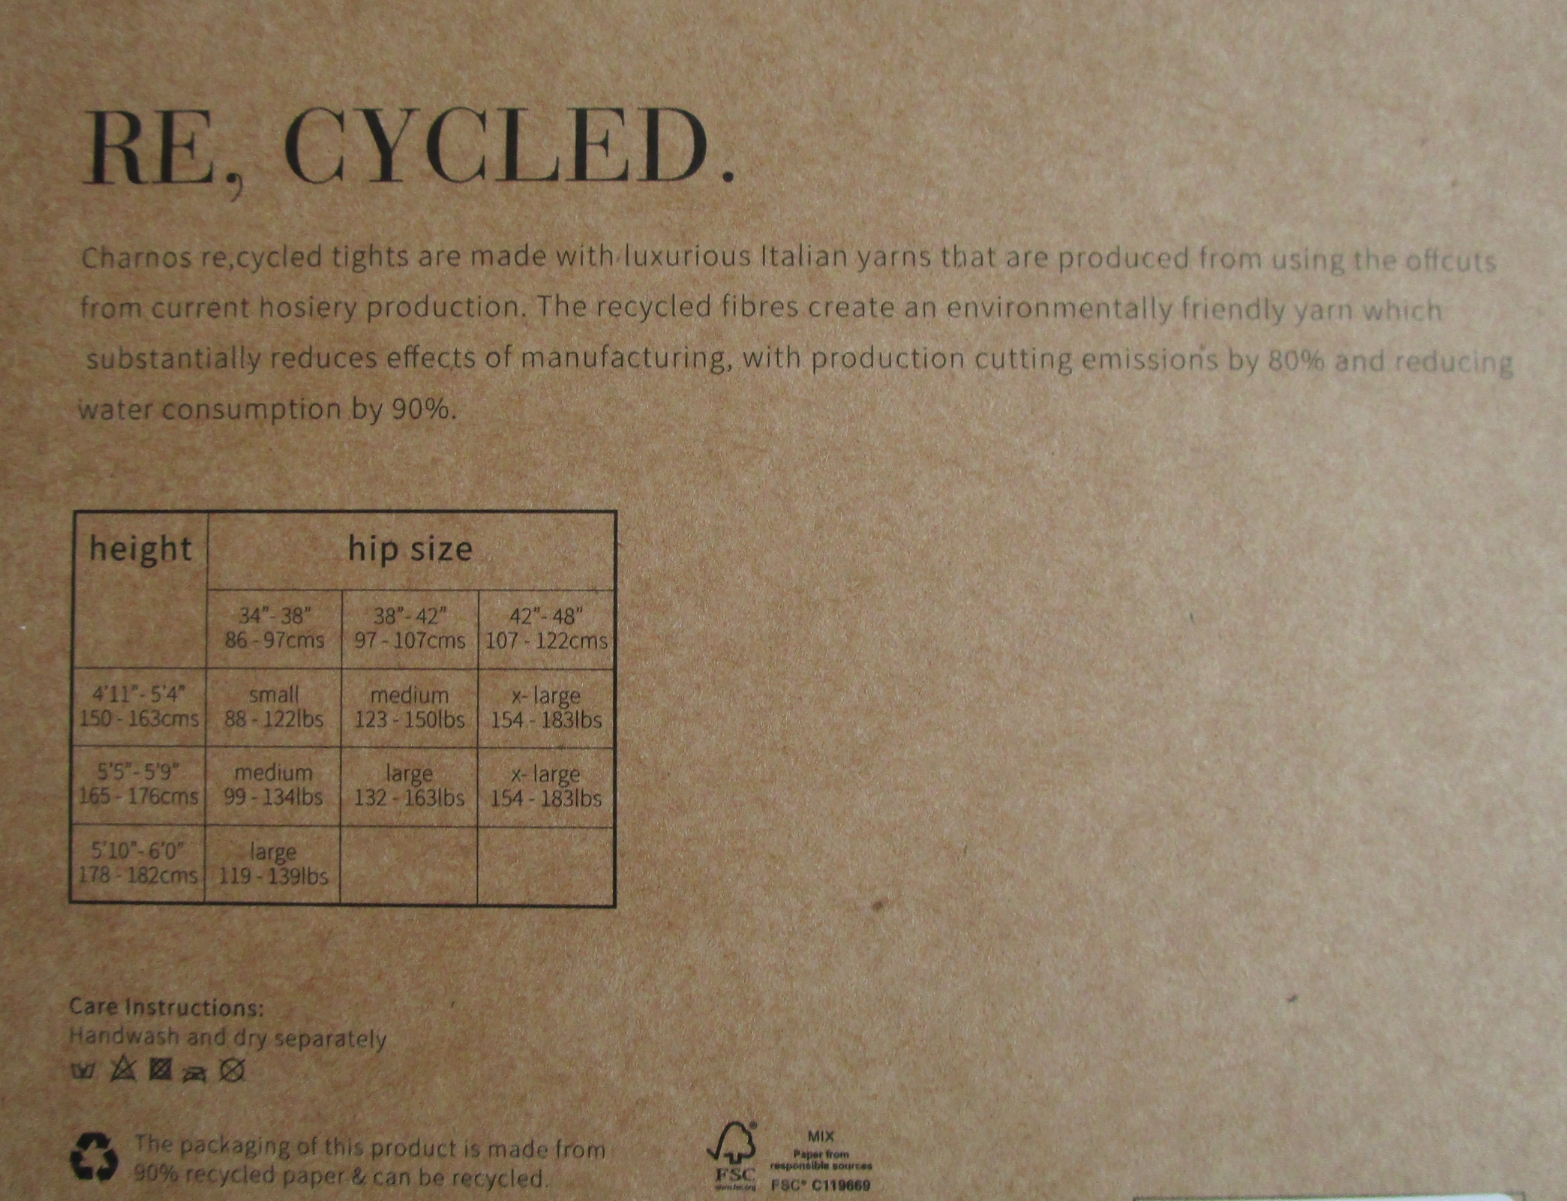 RE, CYCLED.
Charnos re,cycled tights are made with luxurious Italian yarns that are produced from using the offcuts
from current hosiery production. The recycled fibres create an environmentally friendly yarn which
substantially reduces effects of manufacturing, with production cutting emissions by 80% and reducing
water consumption by 90%.
height hip size
34"- 38" 38"- 42" 42"- 48"
86 - 97cms 97 - 107cms 107 - 122cms
4'11"- 5'4" small medium x- large
150 - 163cms 88 - 122lbs 123 - 150lbs 154 - 183lbs
5'5"- 5'9" medium large x- large
165 - 176cms 99 - 134lbs 132 - 163lbs 154 - 183lbs
5'10"- 6'0" large
178 - 182cms 119 - 139lbs
Care Instructions:
Handwash and dry separately
The packaging of this product is made from
90% recycled paper & can be recycled.
FSC
MIX
Paper from
responsible sources
FSC® C119669